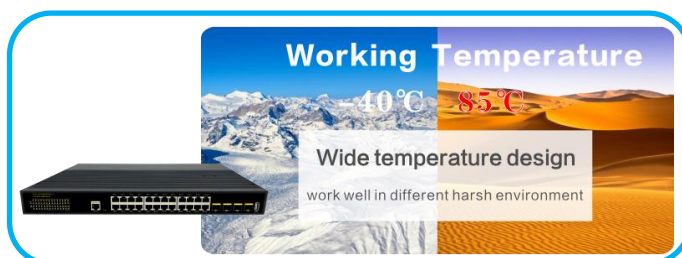 Working Temperature
-40℃ 85℃
Wide temperature design
work well in different harsh environment